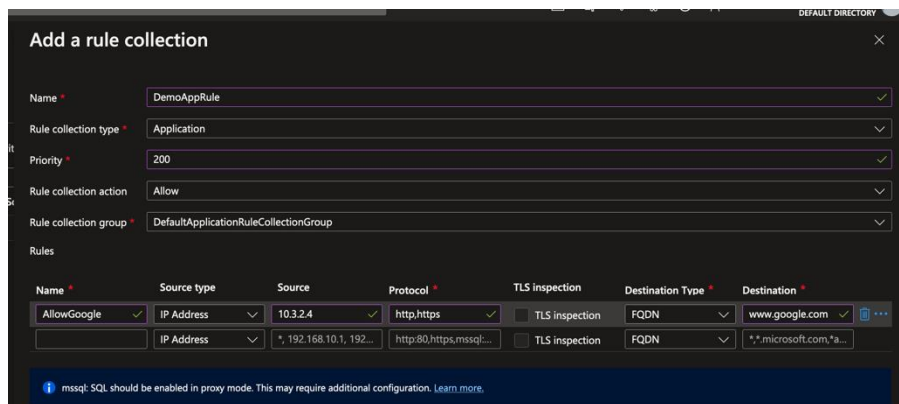 DEFAULT DIRECTORY
Add a rule collection
Name * DemoAppRule
Rule collection type * Application
Priority * 200
Rule collection action Allow
Rule collection group * DefaultApplicationRuleCollectionGroup
Rules
Name * Source type Source Protocol * TLS inspection Destination Type * Destination *
AllowGoogle IP Address 10.3.2.4 http,https TLS inspection FQDN www.google.com
IP Address *, 192.168.10.1, 192... http:80,https,mssql:... TLS inspection FQDN *,*.microsoft.com,*a...
mssql: SQL should be enabled in proxy mode. This may require additional configuration. Learn more.